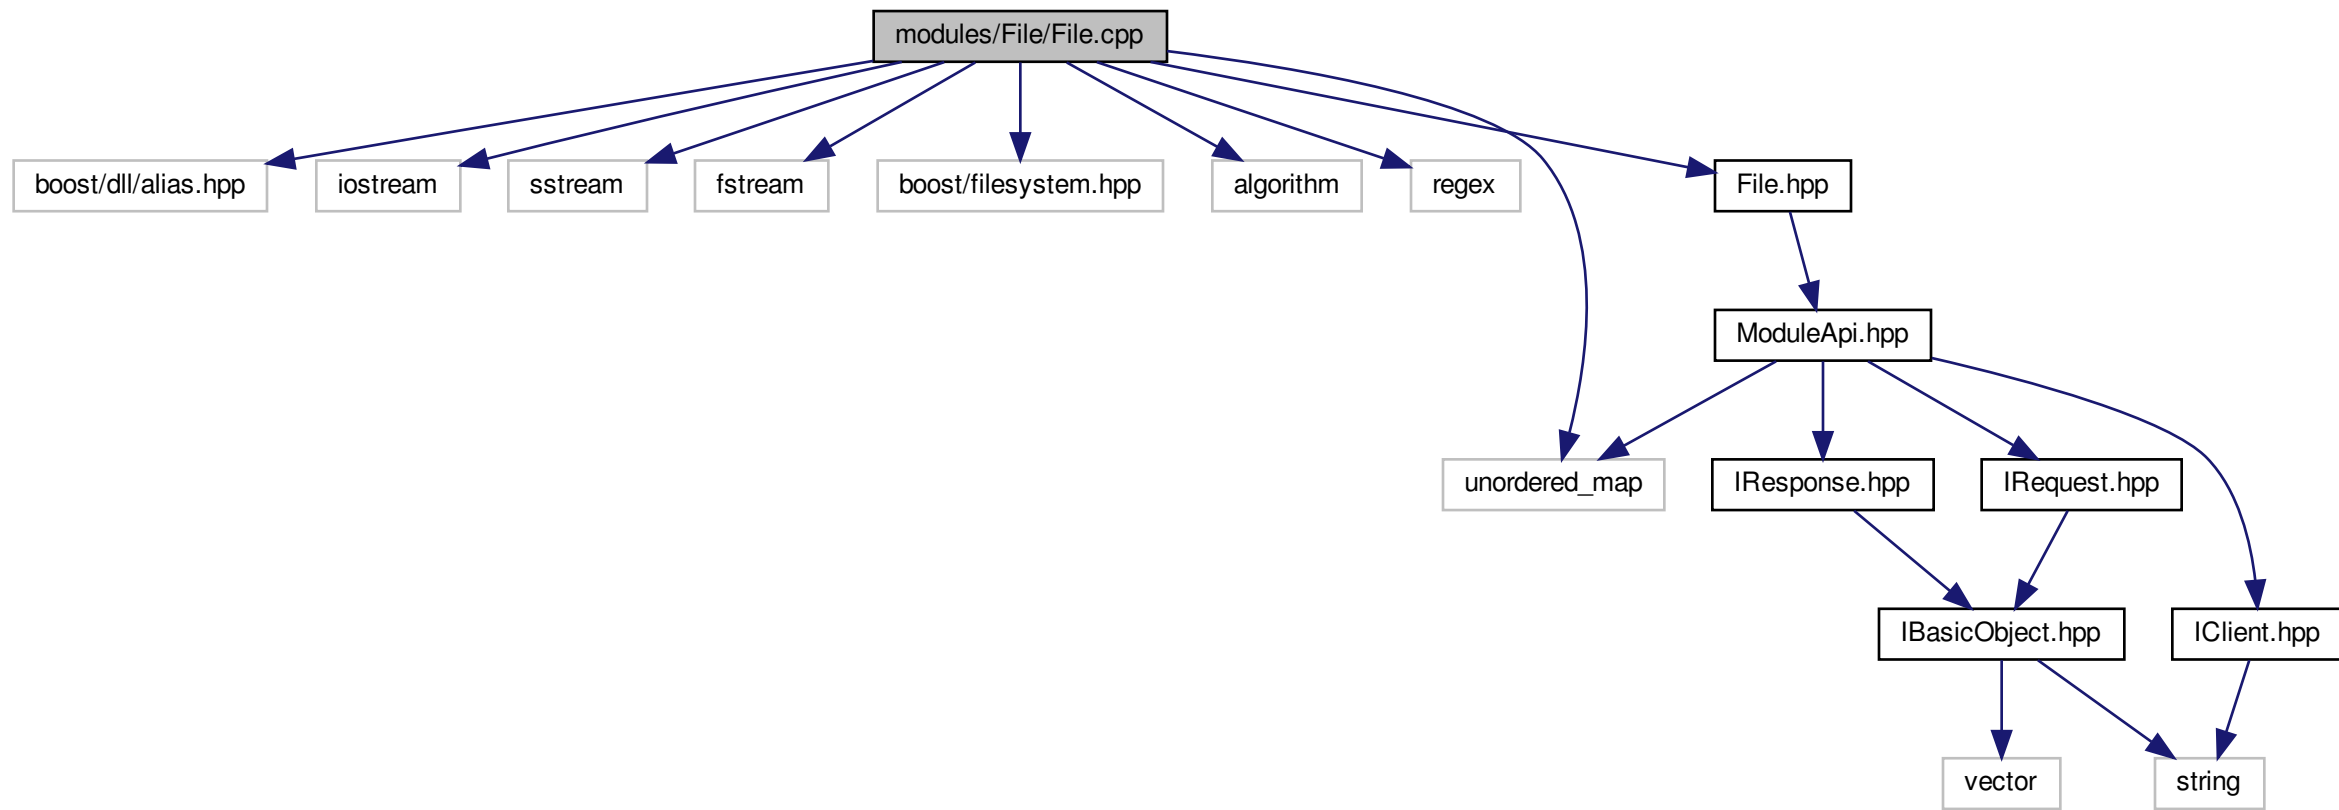 modules/File/File.cpp
boost/dll/alias.hpp
iostream
sstream
fstream
boost/filesystem.hpp
algorithm
regex
File.hpp
ModuleApi.hpp
unordered_map
IResponse.hpp
IRequest.hpp
IBasicObject.hpp
IClient.hpp
vector
string